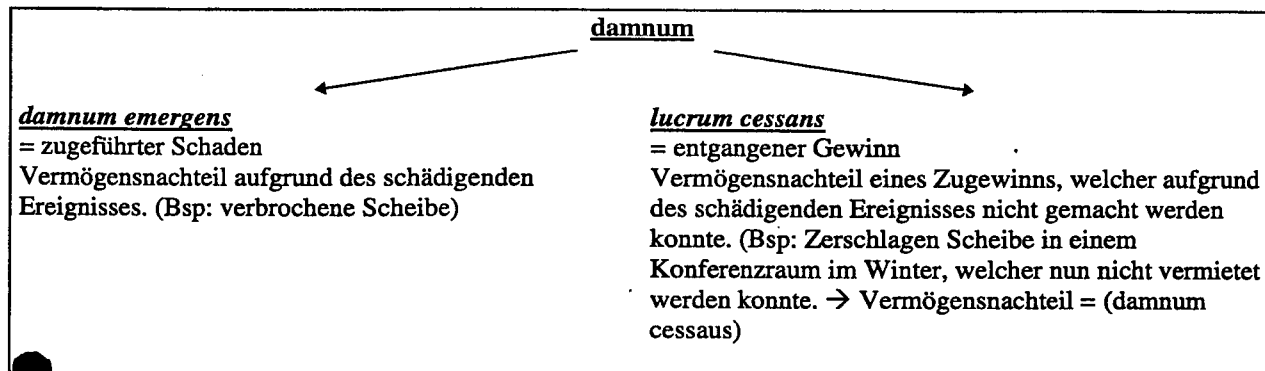 damnum
damnum emergens
= zugeführter Schaden
Vermögensnachteil aufgrund des schädigenden
Ereignisses. (Bsp: verbrochene Scheibe)
lucrum cessans
= entgangener Gewinn
Vermögensnachteil eines Zugewinns, welcher aufgrund
des schädigenden Ereignisses nicht gemacht werden
konnte. (Bsp: Zerschlagen Scheibe in einem
Konferenzraum im Winter, welcher nun nicht vermietet
werden konnte. → Vermögensnachteil = (damnum
cessaus)